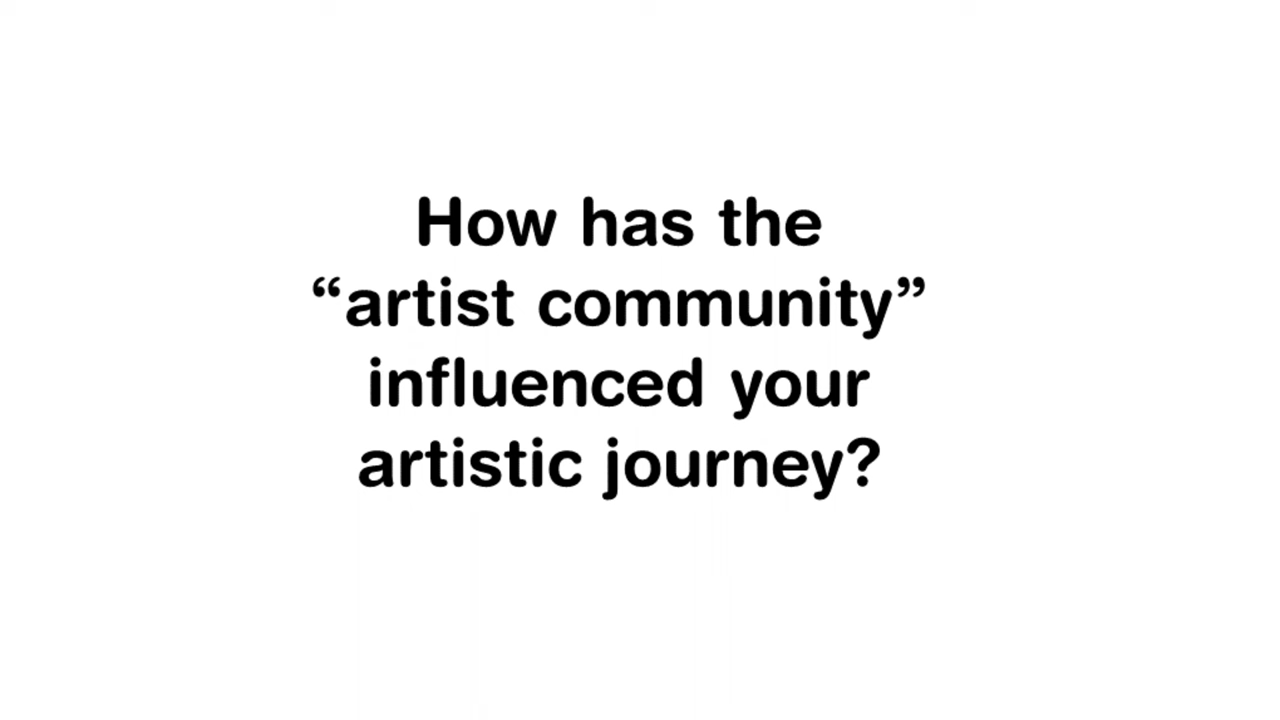 How has the
“artist community”
influenced your
artistic journey?